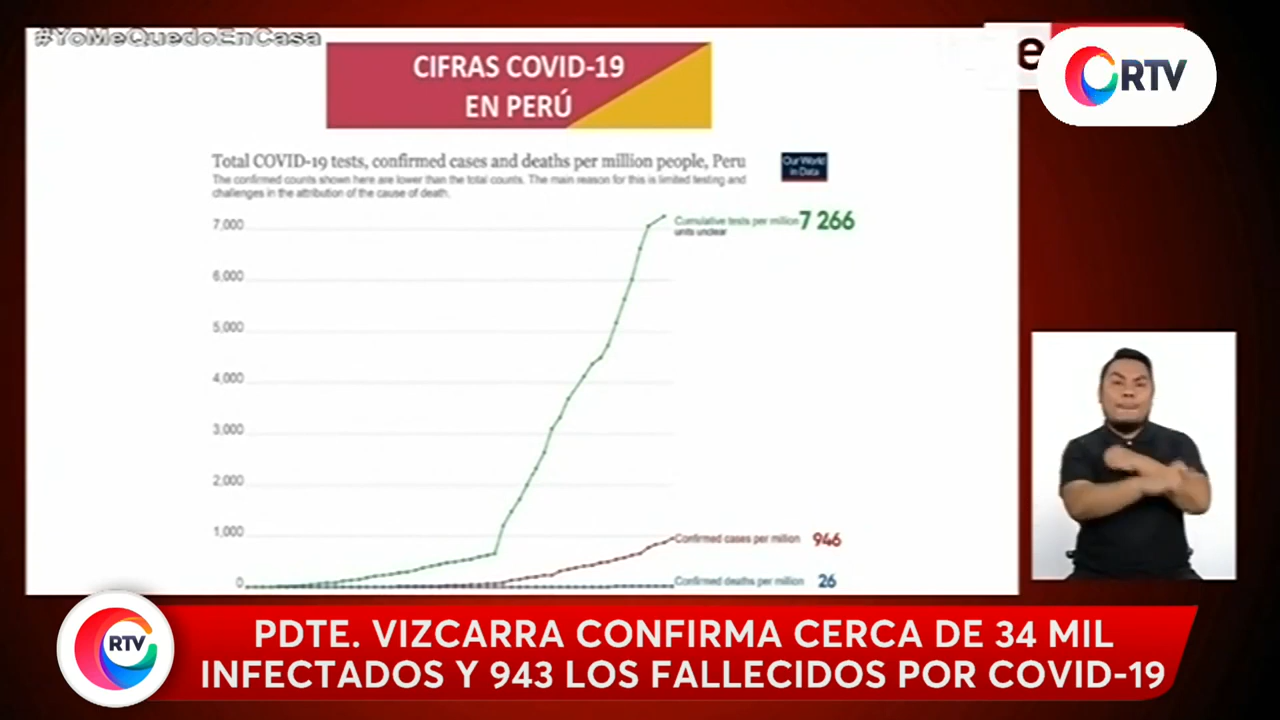 #YoMeQuedoEnCasa
e
RTV
CIFRAS COVID-19
EN PERÚ
Total COVID-19 tests, confirmed cases and deaths per million people, Peru
Our World
in Data
The confirmed counts shown here are lower than the total counts. The main reason for this is limited testing and
challenges in the attribution of the cause of death.
7,000
Cumulative tests per million 7 266
units unclear
6,000
5,000
4,000
3,000
2,000
1,000
Confirmed cases per million 946
0
Confirmed deaths per million 26
RTV
PDTE. VIZCARRA CONFIRMA CERCA DE 34 MIL
INFECTADOS Y 943 LOS FALLECIDOS POR COVID-19